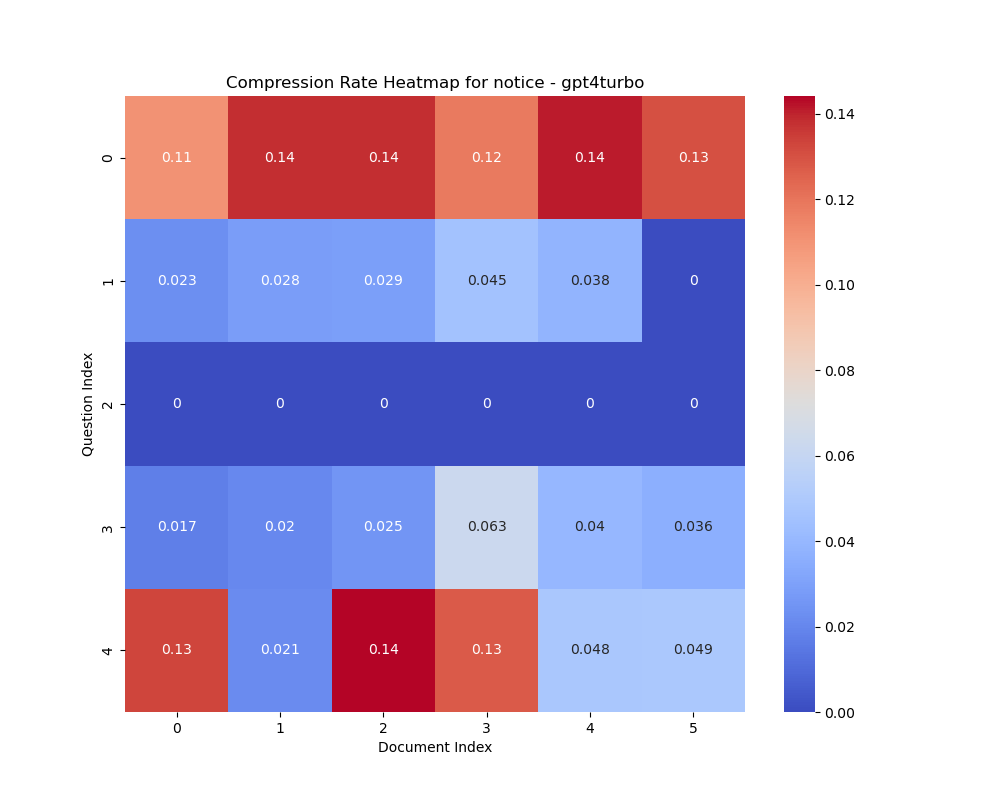 Compression Rate Heatmap for notice - gpt4turbo
0 0.11 0.14 0.14 0.12 0.14 0.13
1 0.023 0.028 0.029 0.045 0.038 0
2 0 0 0 0 0 0
3 0.017 0.02 0.025 0.063 0.04 0.036
4 0.13 0.021 0.14 0.13 0.048 0.049
0 1 2 3 4 5
Document Index
Question Index
0.14
0.12
0.10
0.08
0.06
0.04
0.02
0.00